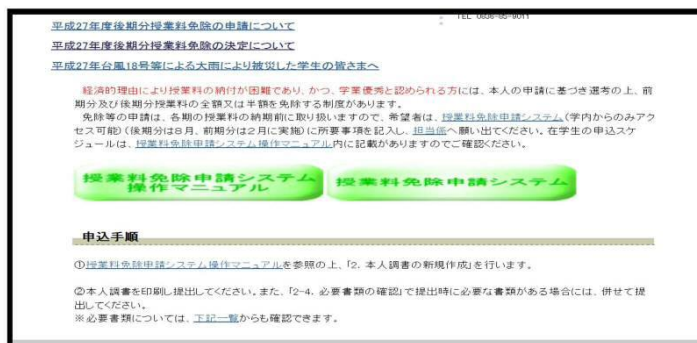 TEL 0836-85-9011
平成27年度後期分授業料免除の申請について
平成27年度後期分授業料免除の決定について
平成27年台風18号等による大雨により被災した学生の皆さまへ
経済的理由により授業料の納付が困難であり、かつ、学業優秀と認められる方には、本人の申請に基づき選考の上、前
期分及び後期分授業料の全額又は半額を免除する制度があります。
免除等の申請は、各期の授業料の納期前に取り扱いますので、希望者は、授業料免除申請システム(学内からのみアク
セス可能)(後期分は8月、前期分は2月に実施)に所要事項を記入し、担当係へ願い出てください。在学生の申込スケ
ジュールは、授業料免除申請システム操作マニュアル内に記載がありますのでご確認ください。
授業料免除申請システム
操作マニュアル
授業料免除申請システム
申込手順
①授業料免除申請システム操作マニュアルを参照の上、「2. 本人調書の新規作成」を行います。
②本人調書を印刷し提出してください。また、「2-4. 必要書類の確認」で提出時に必要な書類がある場合には、併せて提
出してください。
※必要書類については、下記一覧からも確認できます。